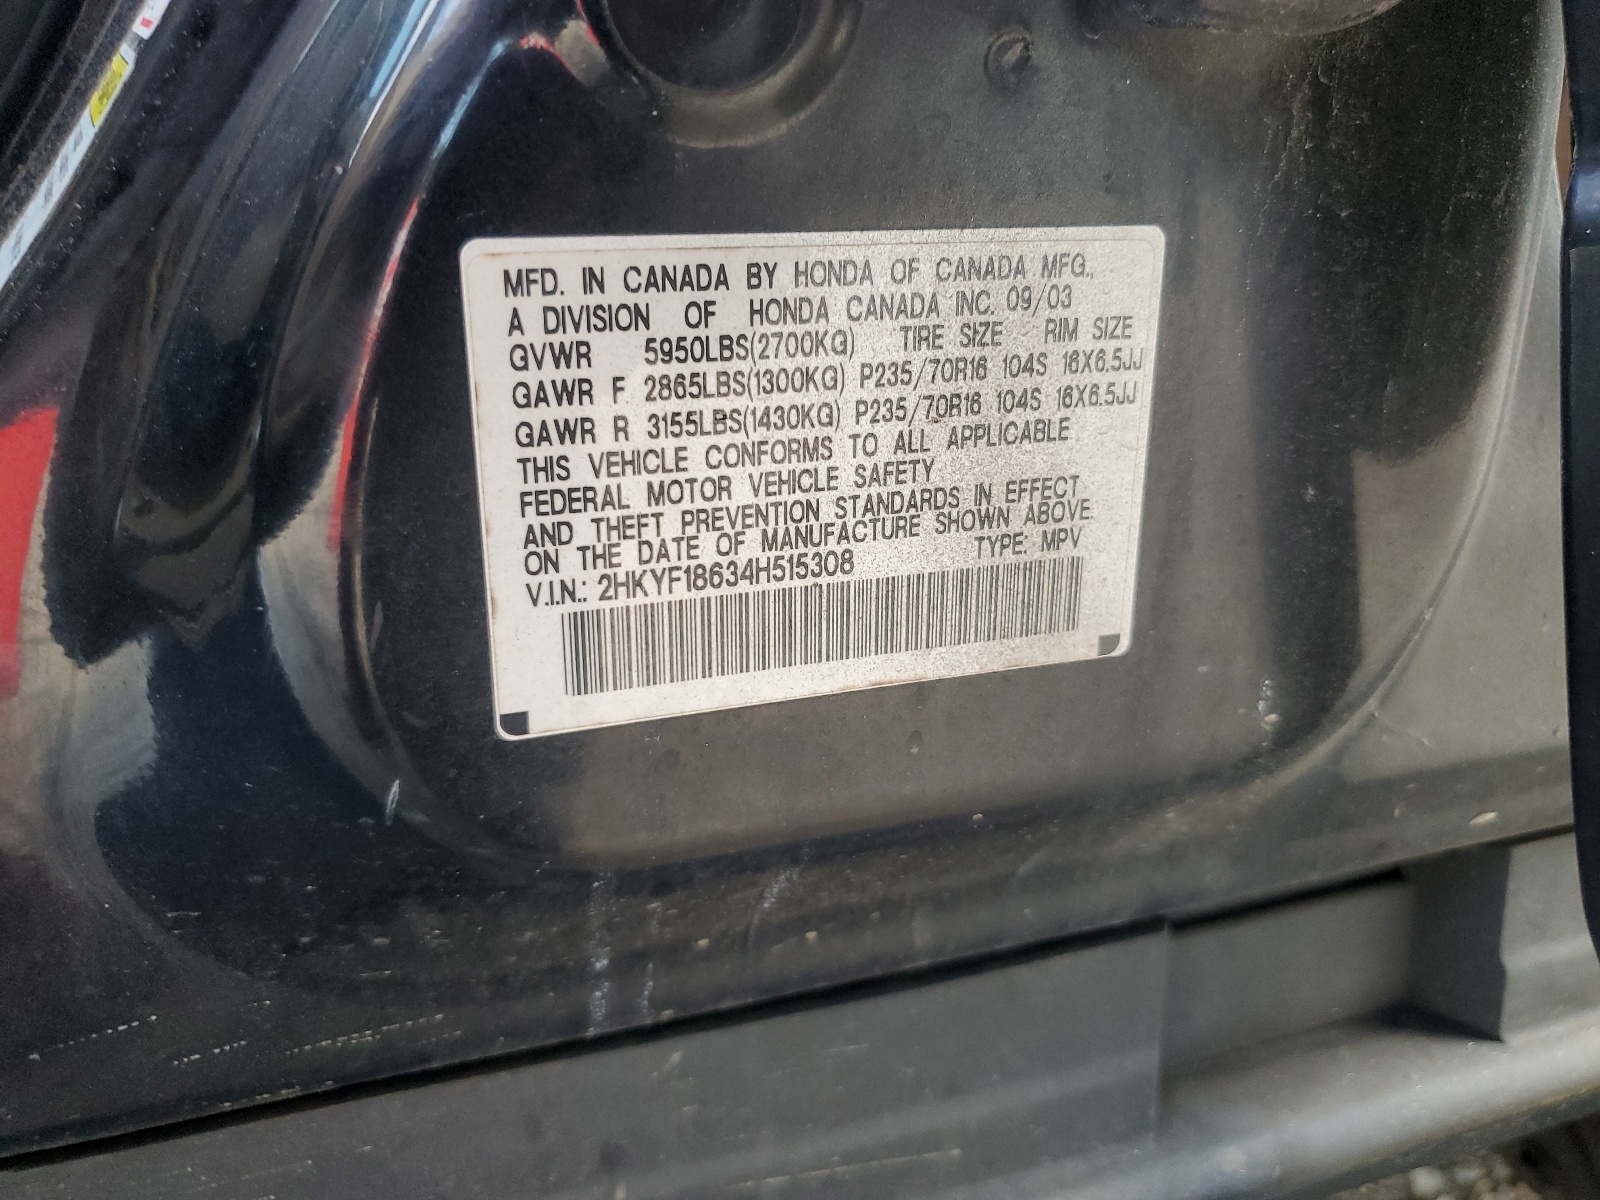 MFD. IN CANADA BY HONDA OF CANADA MFG.,
A DIVISION OF HONDA CANADA INC. 09/03
GVWR 5950LBS(2700KG) TIRE SIZE RIM SIZE
GAWR F 2865LBS(1300KG) P235/70R16 104S 16X6.5JJ
GAWR R 3155LBS(1430KG) P235/70R16 104S 16X6.5JJ
THIS VEHICLE CONFORMS TO ALL APPLICABLE
FEDERAL MOTOR VEHICLE SAFETY
AND THEFT PREVENTION STANDARDS IN EFFECT
ON THE DATE OF MANUFACTURE SHOWN ABOVE.
V.I.N.: 2HKYF18634H515308 TYPE: MPV